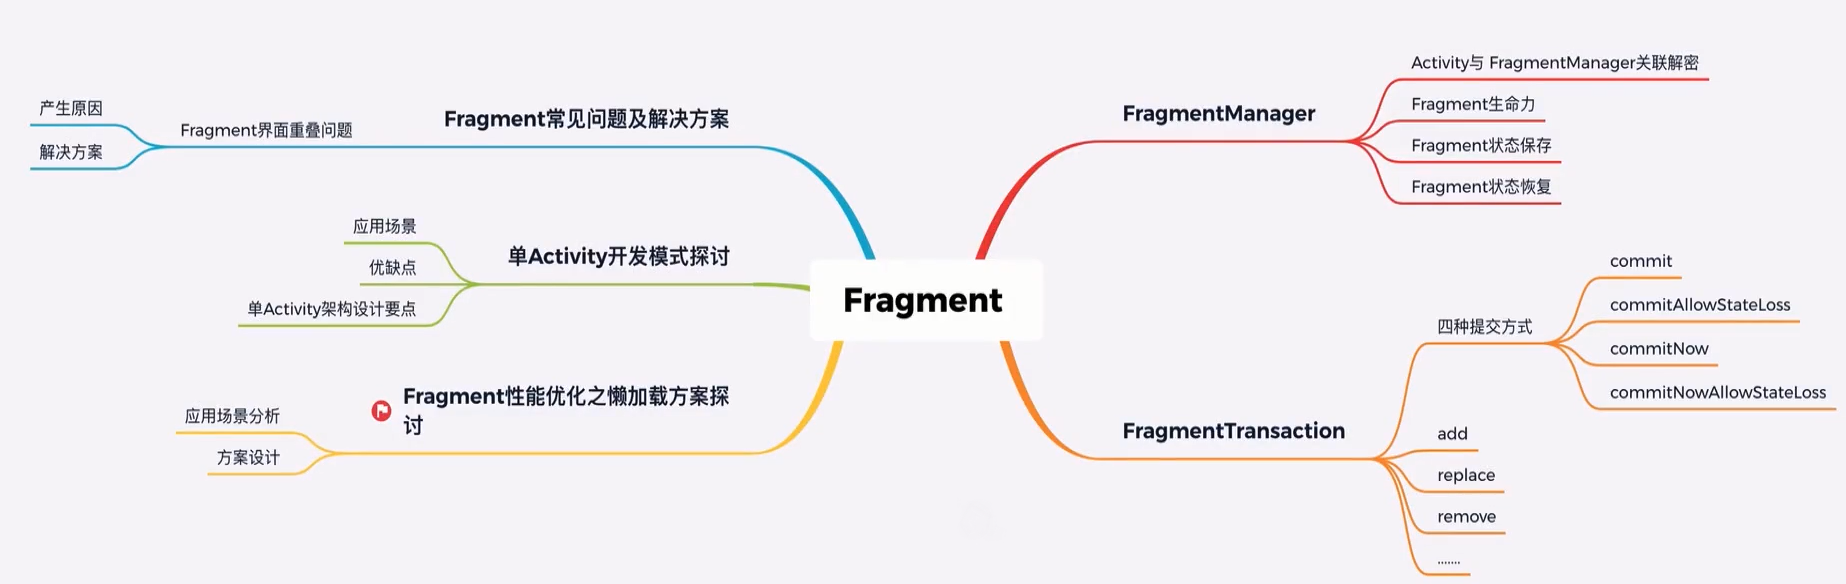 Fragment
FragmentManager
Activity与 FragmentManager关联解密
Fragment生命力
Fragment状态保存
Fragment状态恢复
FragmentTransaction
四种提交方式
commit
commitAllowStateLoss
commitNow
commitNowAllowStateLoss
add
replace
remove
.......
Fragment常见问题及解决方案
Fragment界面重叠问题
产生原因
解决方案
单Activity开发模式探讨
应用场景
优缺点
单Activity架构设计要点
Fragment性能优化之懒加载方案探
讨
应用场景分析
方案设计